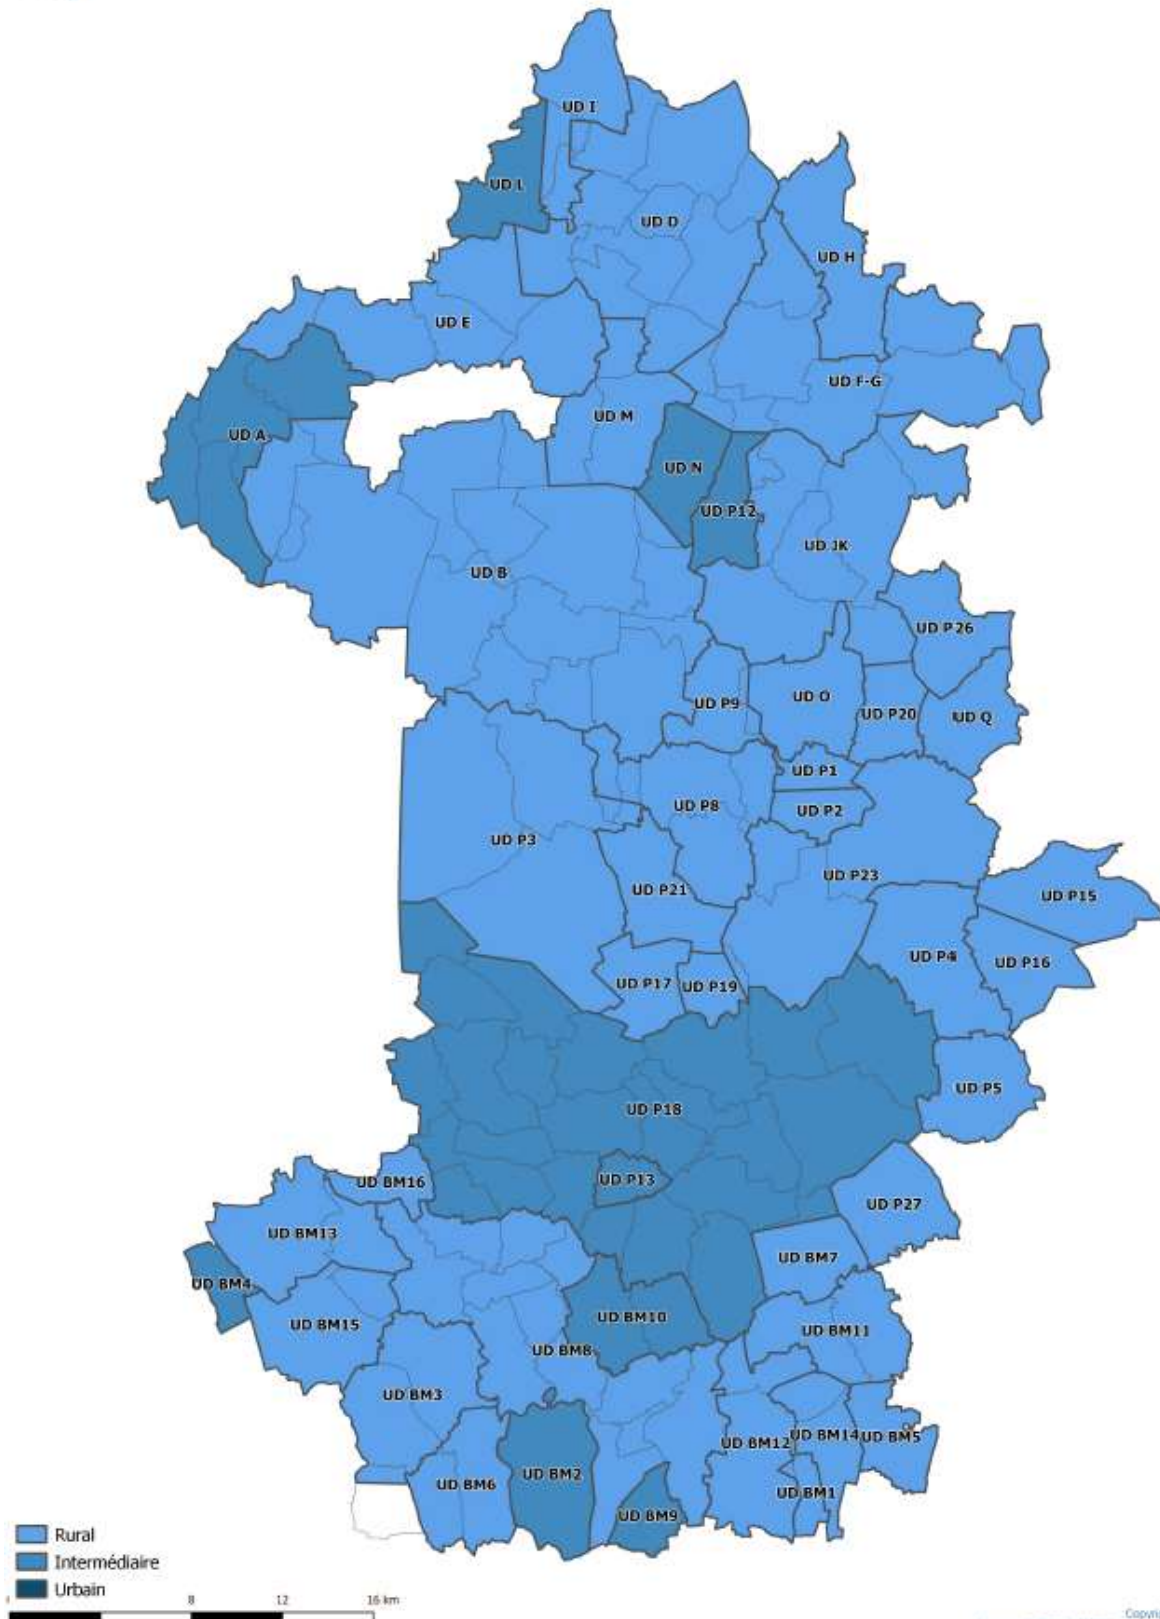 UD I
UD L
UD D
UD H
UD E
UD F-G
UD M
UD A
UD N
UD P12
UD JK
UD B
UD P26
UD P9
UD O
UD P20
UD Q
UD P1
UD P8
UD P2
UD P3
UD P23
UD P21
UD P15
UD P4
UD P16
UD P17
UD P19
UD P5
UD P18
UD P13
UD BM16
UD P27
UD BM13
UD BM7
UD BM4
UD BM10
UD BM15
UD BM11
UD BM8
UD BM3
UD BM12
UD BM14
UD BM5
UD BM2
UD BM6
UD BM1
UD BM9
Rural
Intermédiaire
Urbain
8 12 16 km
Copyri